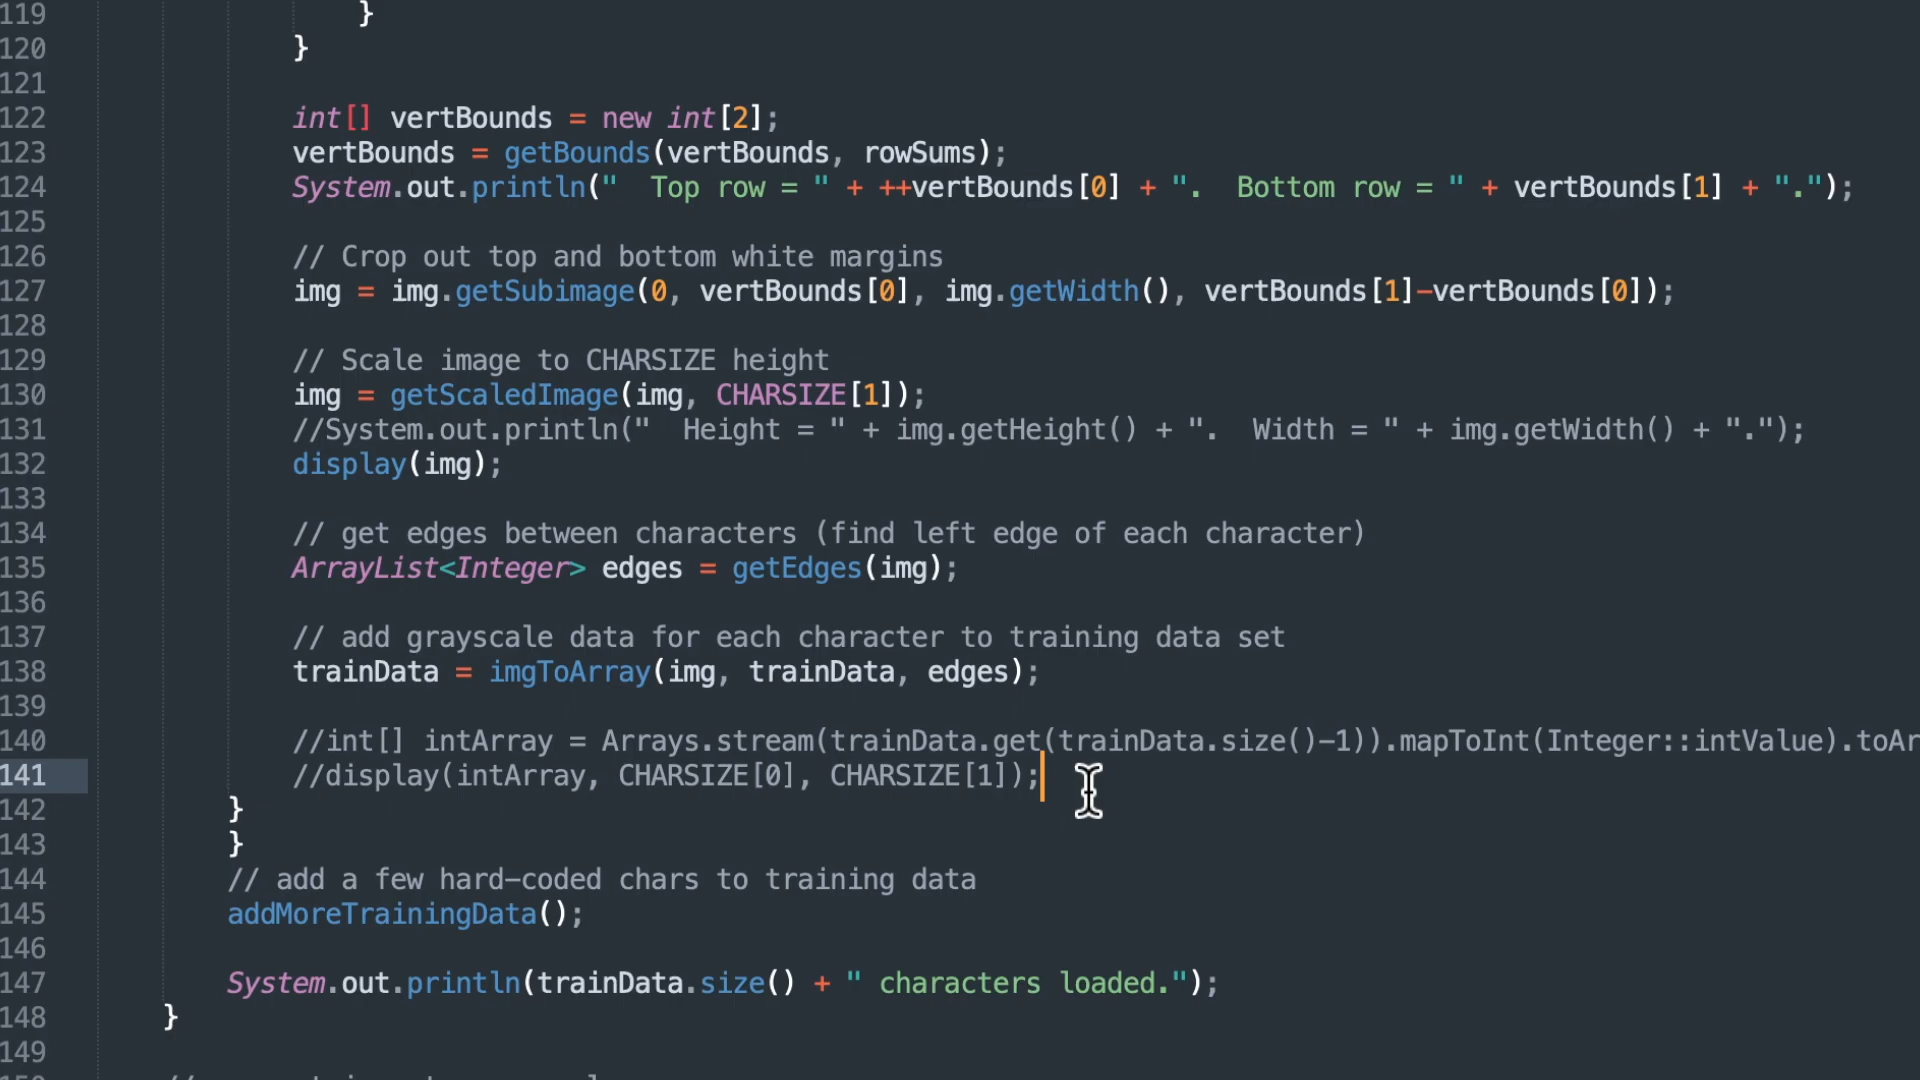 119 }
120 }
121
122 int[] vertBounds = new int[2];
123 vertBounds = getBounds(vertBounds, rowSums);
124 System.out.println("  Top row = " + ++vertBounds[0] + ".  Bottom row = " + vertBounds[1] + ".");
125
126 // Crop out top and bottom white margins
127 img = img.getSubimage(0, vertBounds[0], img.getWidth(), vertBounds[1]-vertBounds[0]);
128
129 // Scale image to CHARSIZE height
130 img = getScaledImage(img, CHARSIZE[1]);
131 //System.out.println("  Height = " + img.getHeight() + ".  Width = " + img.getWidth() + ".");
132 display(img);
133
134 // get edges between characters (find left edge of each character)
135 ArrayList<Integer> edges = getEdges(img);
136
137 // add grayscale data for each character to training data set
138 trainData = imgToArray(img, trainData, edges);
139
140 //int[] intArray = Arrays.stream(trainData.get(trainData.size()-1)).mapToInt(Integer::intValue).toAr
141 //display(intArray, CHARSIZE[0], CHARSIZE[1]);
142 }
143 }
144 // add a few hard-coded chars to training data
145 addMoreTrainingData();
146
147 System.out.println(trainData.size() + " characters loaded.");
148 }
149